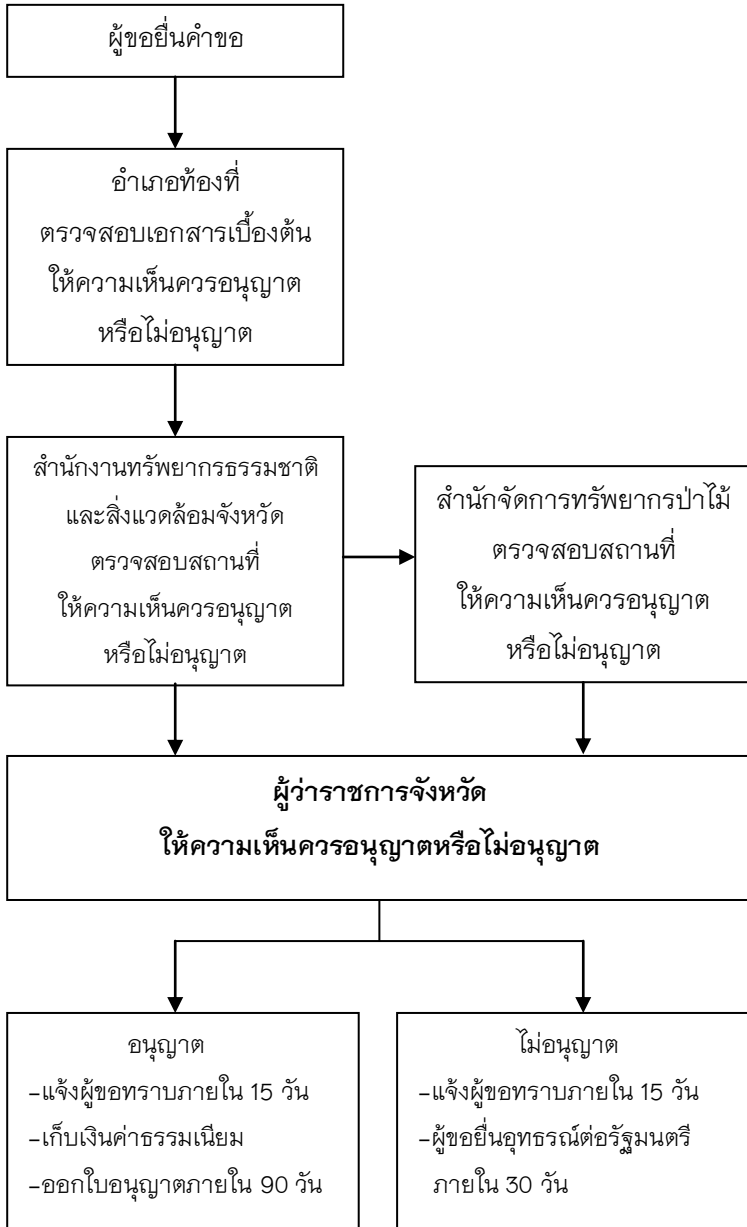 ผู้ขอยื่นคำขอ
อำเภอท้องที่
ตรวจสอบเอกสารเบื้องต้น
ให้ความเห็นควรอนุญาต
หรือไม่อนุญาต
สำนักงานทรัพยากรธรรมชาติ
และสิ่งแวดล้อมจังหวัด
ตรวจสอบสถานที่
ให้ความเห็นควรอนุญาต
หรือไม่อนุญาต
สำนักจัดการทรัพยากรป่าไม้
ตรวจสอบสถานที่
ให้ความเห็นควรอนุญาต
หรือไม่อนุญาต
ผู้ว่าราชการจังหวัด
ให้ความเห็นควรอนุญาตหรือไม่อนุญาต
อนุญาต
-แจ้งผู้ขอทราบภายใน 15 วัน
-เก็บเงินค่าธรรมเนียม
-ออกใบอนุญาตภายใน 90 วัน
ไม่อนุญาต
-แจ้งผู้ขอทราบภายใน 15 วัน
-ผู้ขอยื่นอุทธรณ์ต่อรัฐมนตรี
ภายใน 30 วัน